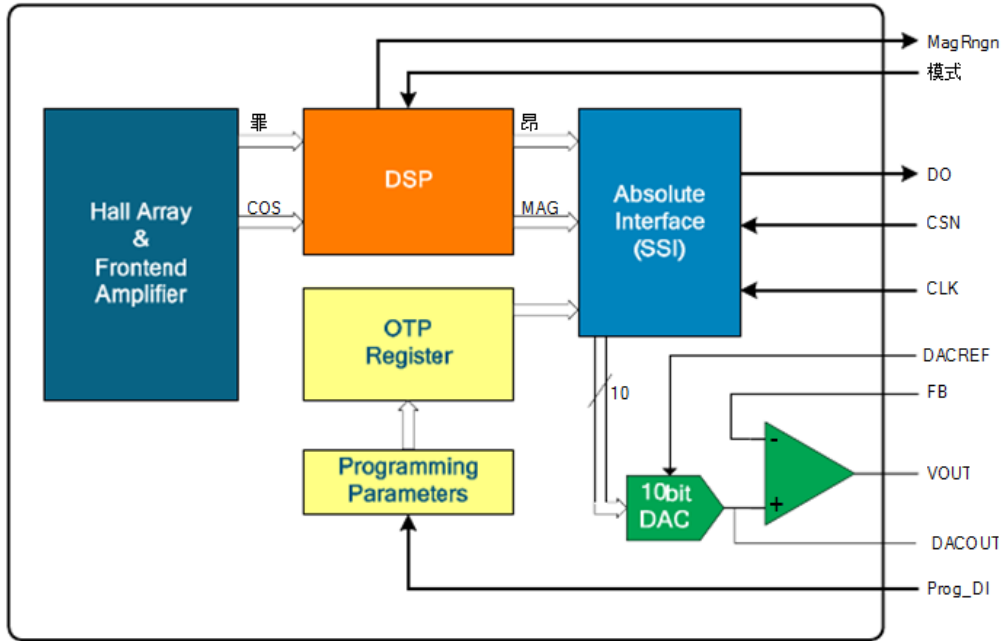 MagRngn
模式
罪
昂
DSP
COS
MAG
Hall Array
&
Frontend
Amplifier
Absolute
Interface
(SSI)
DO
CSN
CLK
OTP
Register
DACREF
10
FB
Programming
Parameters
10bit
DAC
-
+
VOUT
DACOUT
Prog_DI